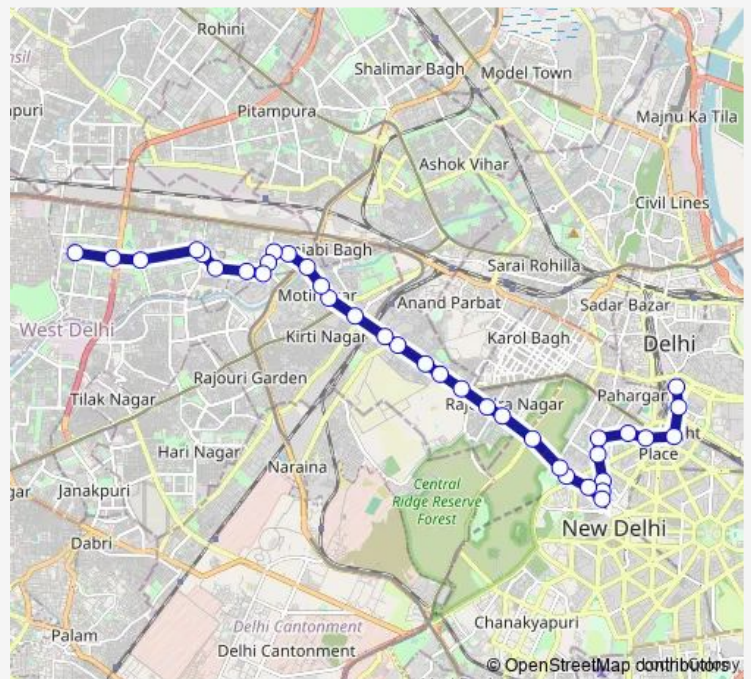 Rohini
Shalimar Bagh
Model Town
Pitampura
Majnu Ka Tila
Ashok Vihar
Civil Lines
Sarai Rohilla
Anand Parbat
Sadar Bazar
West Delhi
Kirti Nagar
Karol Bagh
Delhi
Rajouri Garden
Tilak Nagar
Place
Hari Nagar
Naraina
Janakpuri
Central
Ridge Reserve
Forest
New Delhi
Dabri
Chanakyapuri
Palam
Delhi Cantonment
Delhi Cantonment
© OpenStreetMap contributors